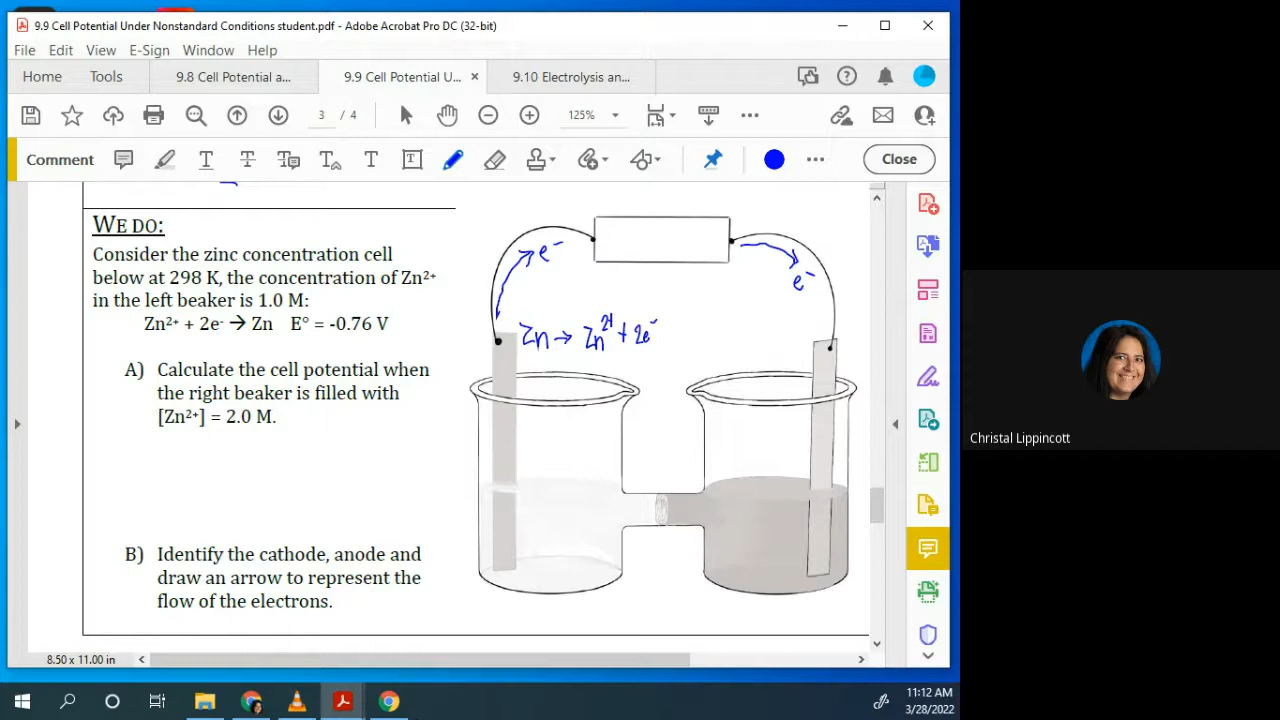 9.9 Cell Potential Under Nonstandard Conditions student.pdf - Adobe Acrobat Pro DC (32-bit)
File Edit View E-Sign Window Help
Home Tools 9.8 Cell Potential a... 9.9 Cell Potential U... × 9.10 Electrolysis an...
3 / 4 125%
Comment Close
WE DO:
Consider the zinc concentration cell
below at 298 K, the concentration of Zn²⁺
in the left beaker is 1.0 M:
Zn²⁺ + 2e⁻ → Zn E° = -0.76 V
A) Calculate the cell potential when
the right beaker is filled with
[Zn²⁺] = 2.0 M.
B) Identify the cathode, anode and
draw an arrow to represent the
flow of the electrons.
e⁻
e⁻
Zn → Zn²⁺ + 2e⁻
Christal Lippincott
8.50 x 11.00 in
11:12 AM
3/28/2022